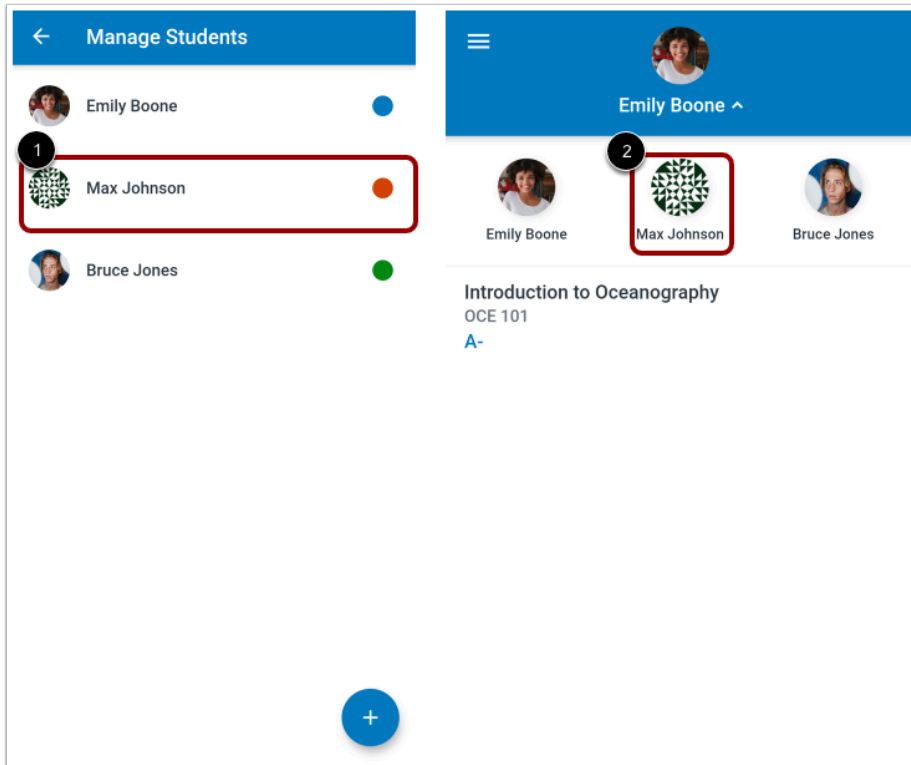 Manage Students
Emily Boone
1
Max Johnson
Bruce Jones
+
Emily Boone
2
Emily Boone
Max Johnson
Bruce Jones
Introduction to Oceanography
OCE 101
A-